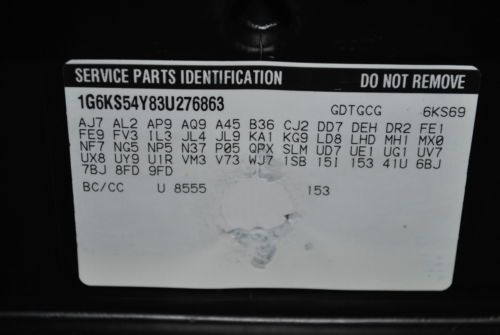 SERVICE PARTS IDENTIFICATION DO NOT REMOVE
1G6KS54Y83U276863 GDTGCG 6KS69
AJ7 AL2 AP9 AQ9 A45 B36 CJ2 DD7 DEH DR2 FE1
FE9 FV3 IL3 JL4 JL9 KA1 KG9 LD8 LHD MH1 MX0
NF7 NG5 NP5 N37 P05 QPX SLM UD7 UE1 UG1 UV7
UX8 UY9 U1R VM3 V73 WJ7 1SB 15I 153 41U 6BJ
7BJ 8FD 9FD
BC/CC U 8555 153